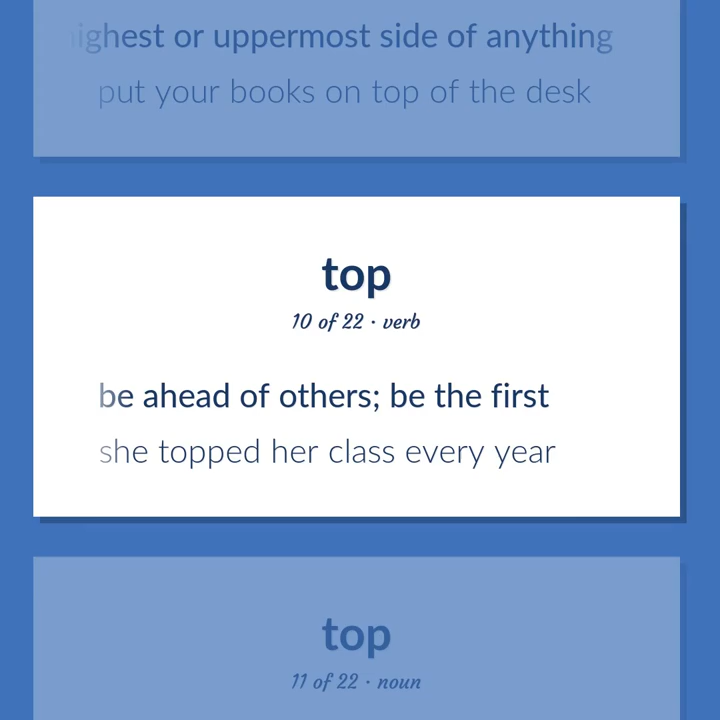 highest or uppermost side of anything
put your books on top of the desk
top
10 of 22 · verb
be ahead of others; be the first
she topped her class every year
top
11 of 22 · noun